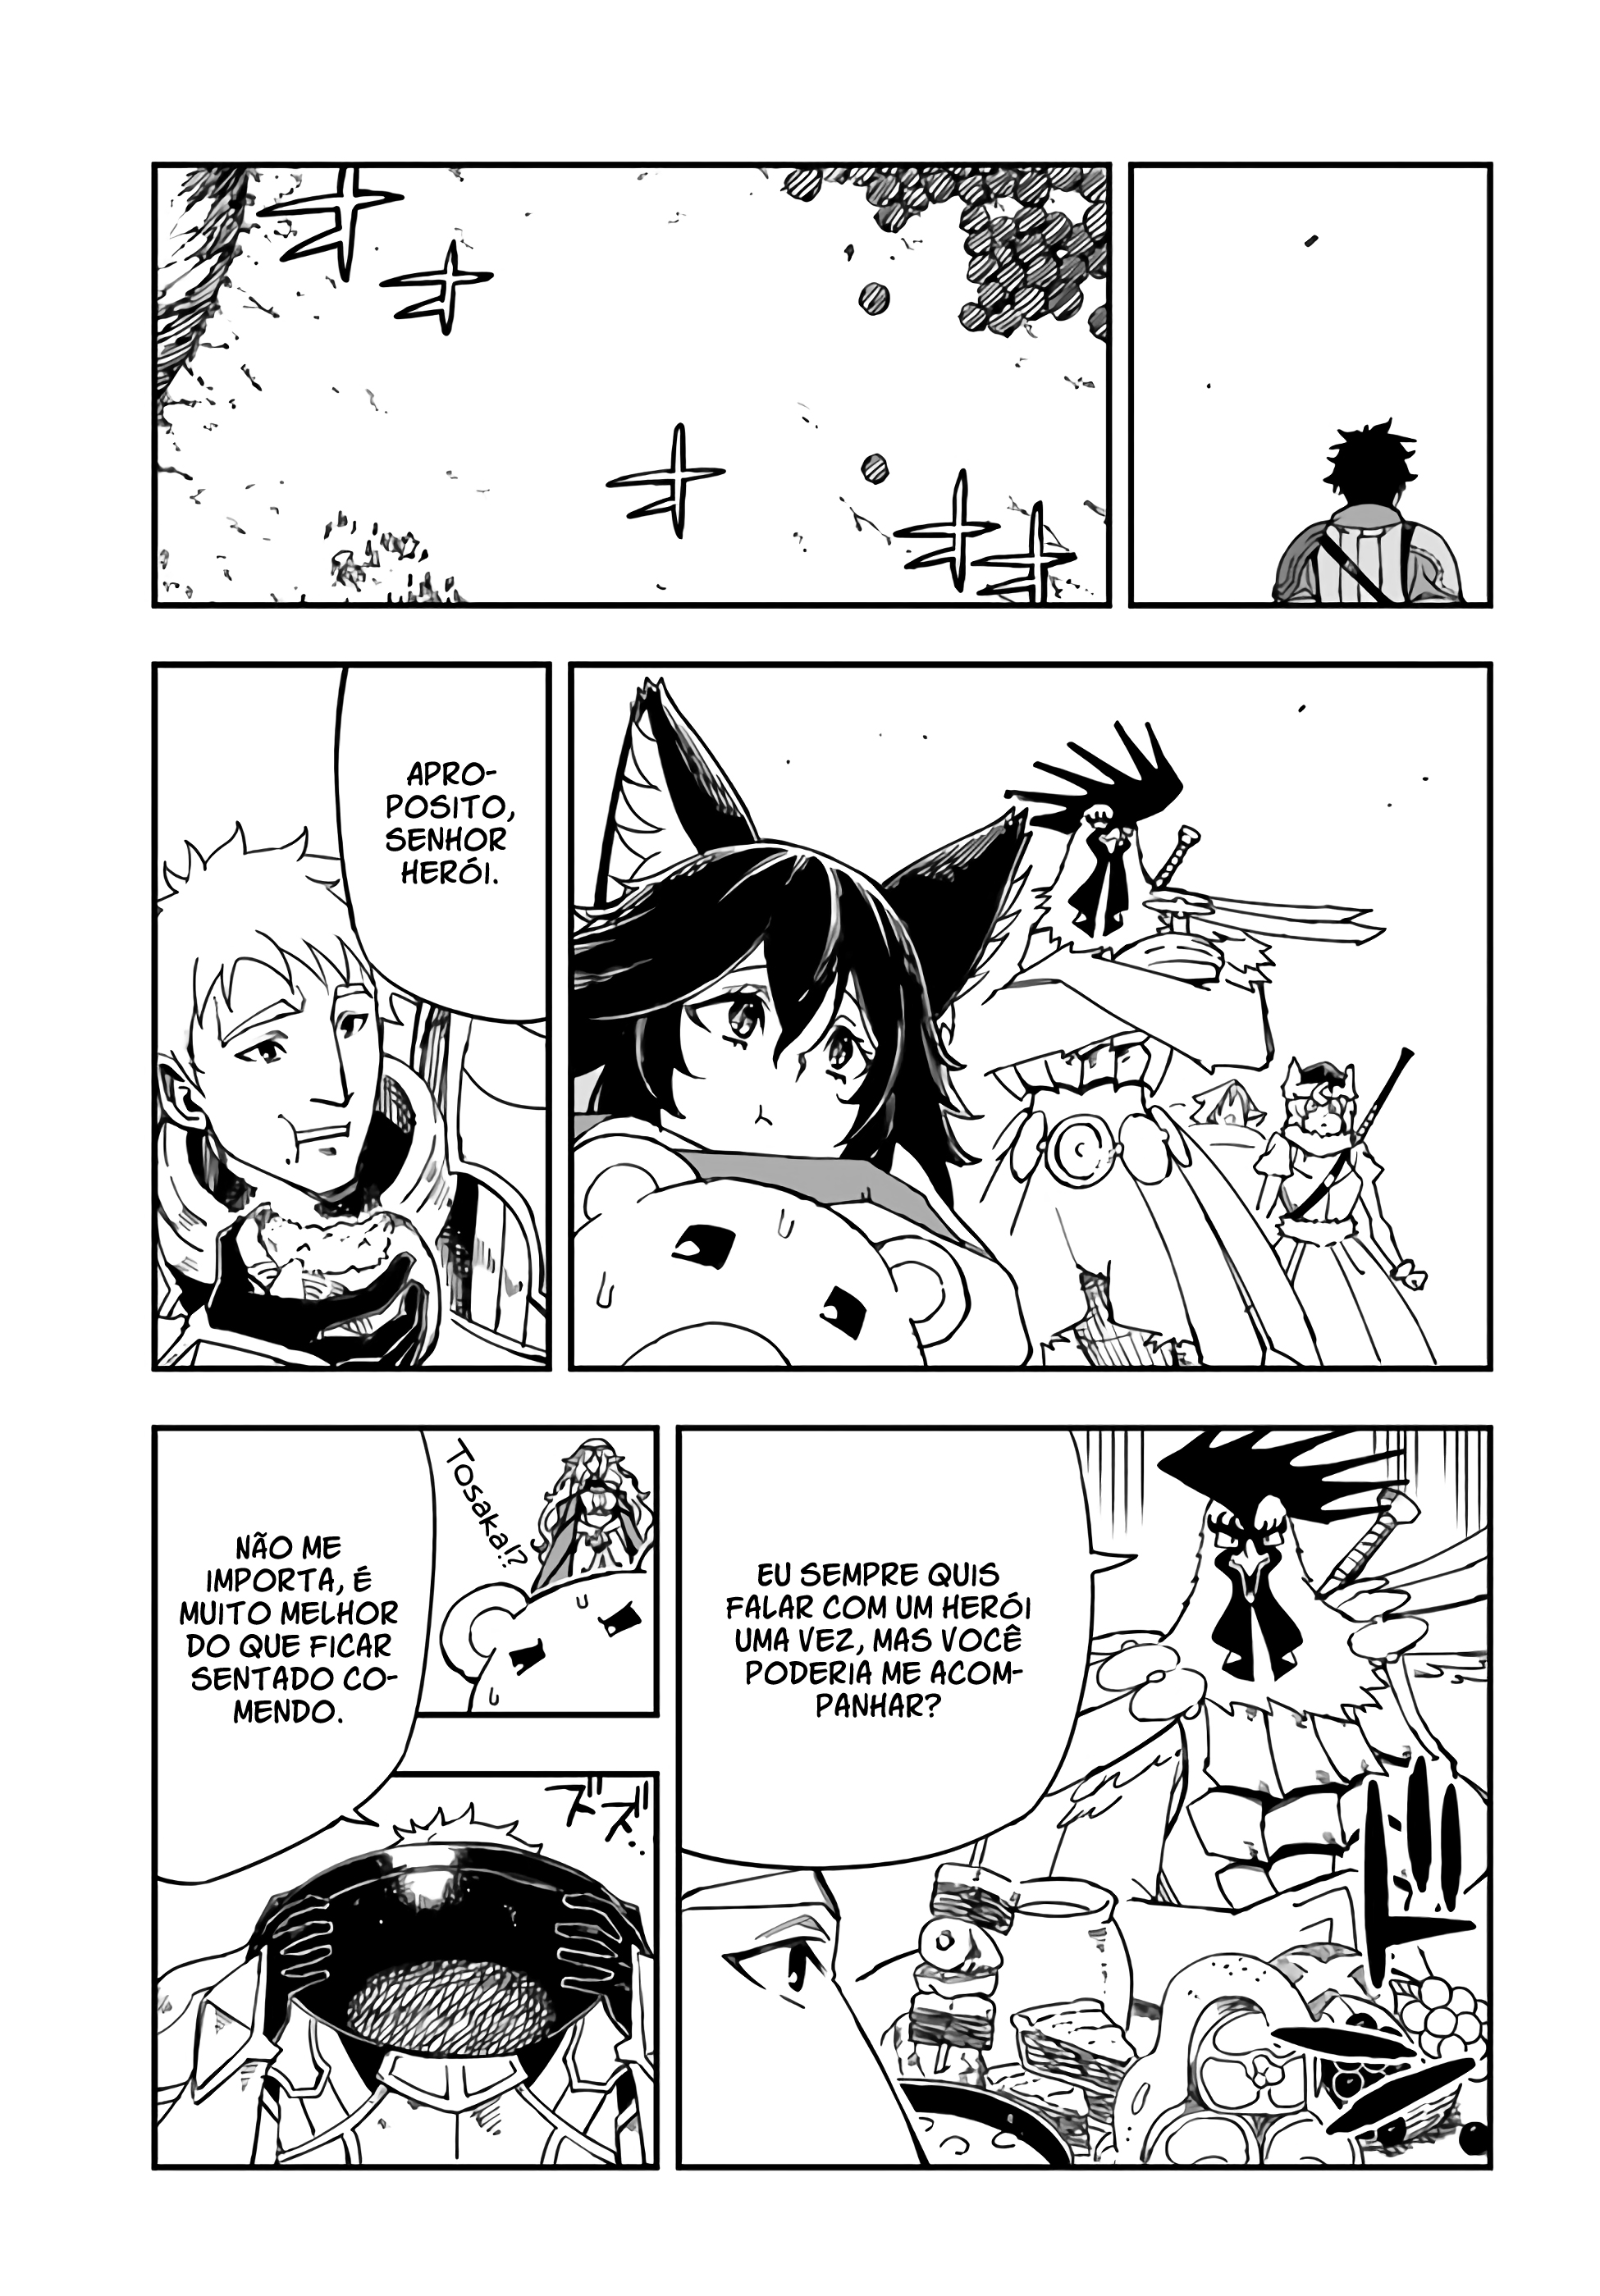 APRO-
POSITO,
SENHOR
HERÓI.
EU SEMPRE QUIS
FALAR COM UM HERÓI
UMA VEZ, MAS VOCÊ
PODERIA ME ACOM-
PANHAR?
Tosaka!?
NÃO ME
IMPORTA, É
MUITO MELHOR
DO QUE FICAR
SENTADO CO-
MENDO.
ズズ..